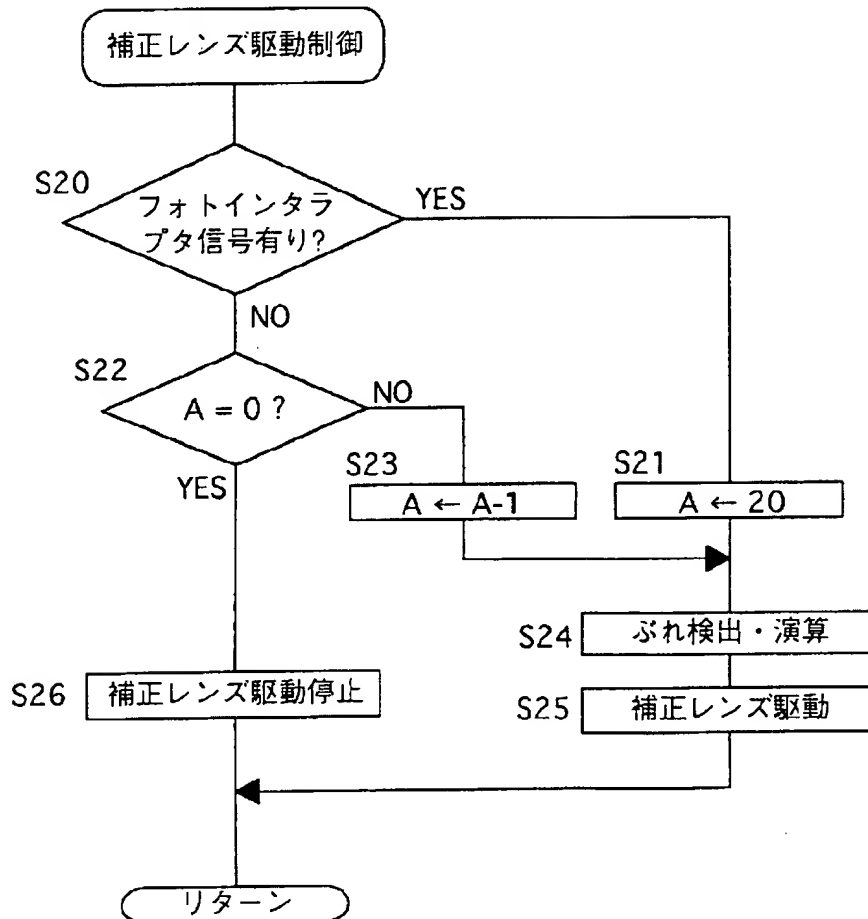 補正レンズ駆動制御
S20
フォトインタラ
プタ信号有り?
YES
NO
S22
A = 0 ?
NO
YES
S23
A ← A-1
S21
A ← 20
S24
ぶれ検出・演算
S26
補正レンズ駆動停止
S25
補正レンズ駆動
リターン